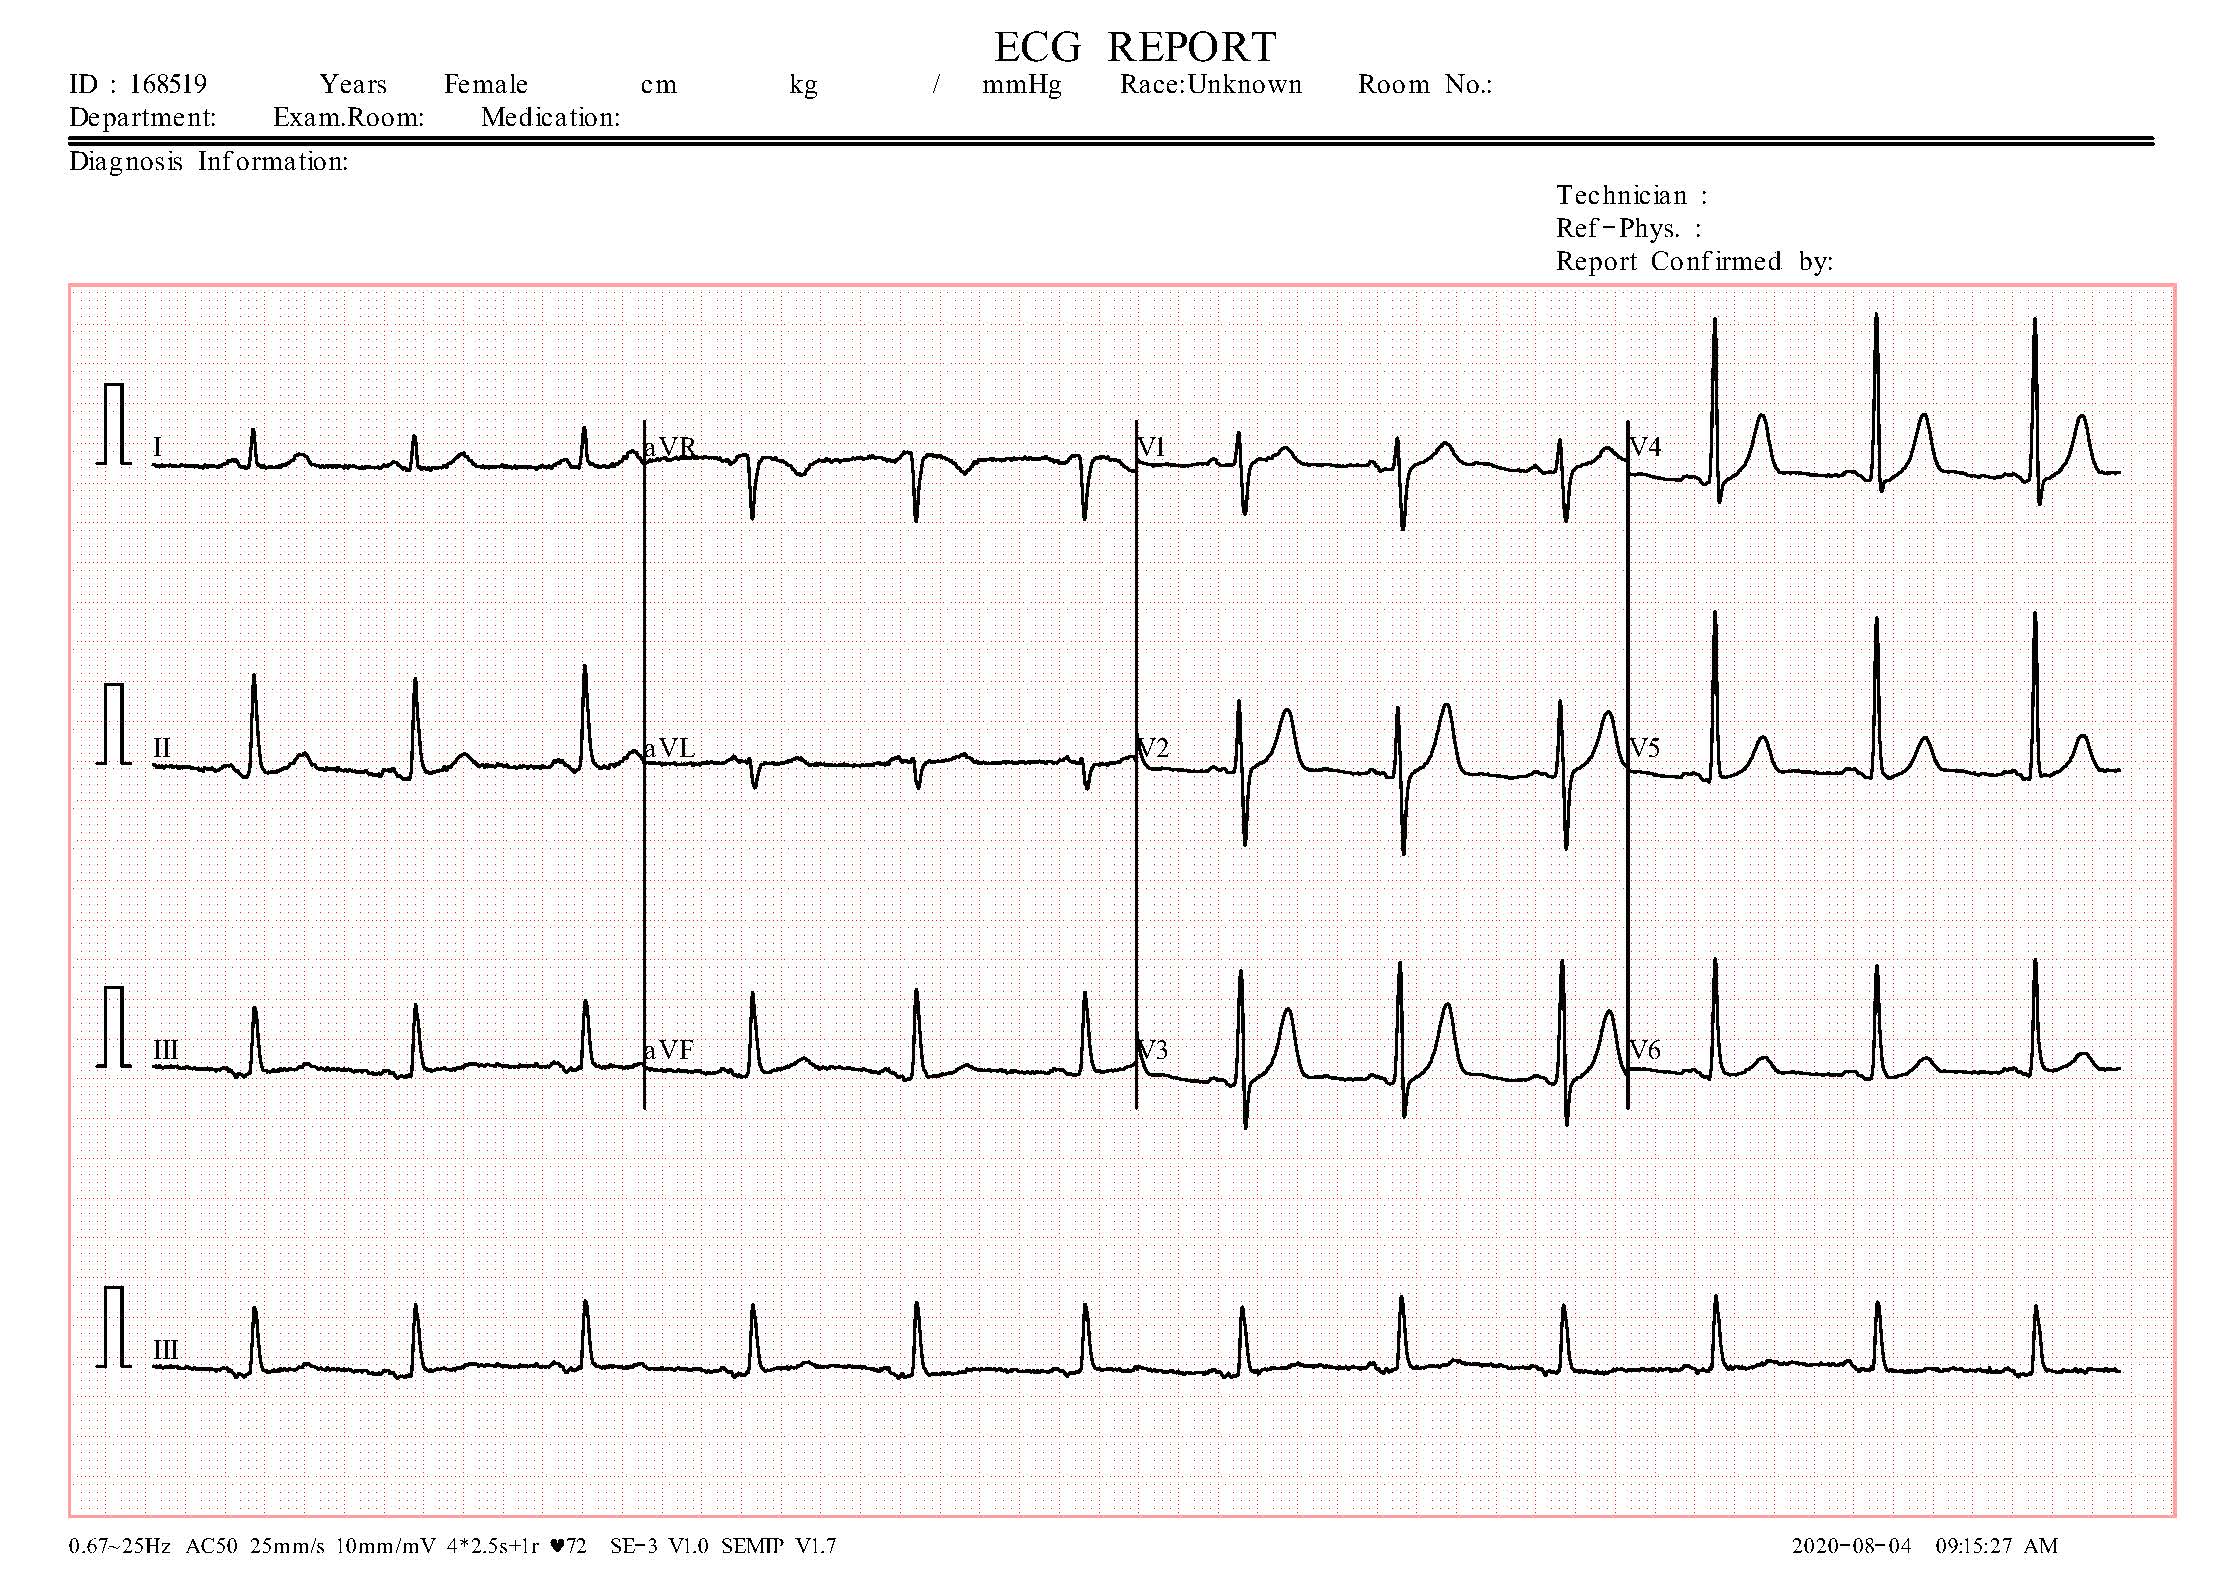 ECG REPORT
ID : 168519 Years Female cm kg / mmHg Race:Unknown Room No.:
Department: Exam.Room: Medication:
Diagnosis Information:
Technician :
Ref-Phys. :
Report Confirmed by:
I aVR V1 V4
II aVL V2 V5
III aVF V3 V6
III
0.67~25Hz AC50 25mm/s 10mm/mV 4*2.5s+1r ♥72 SE-3 V1.0 SEMIP V1.7 2020-08-04 09:15:27 AM